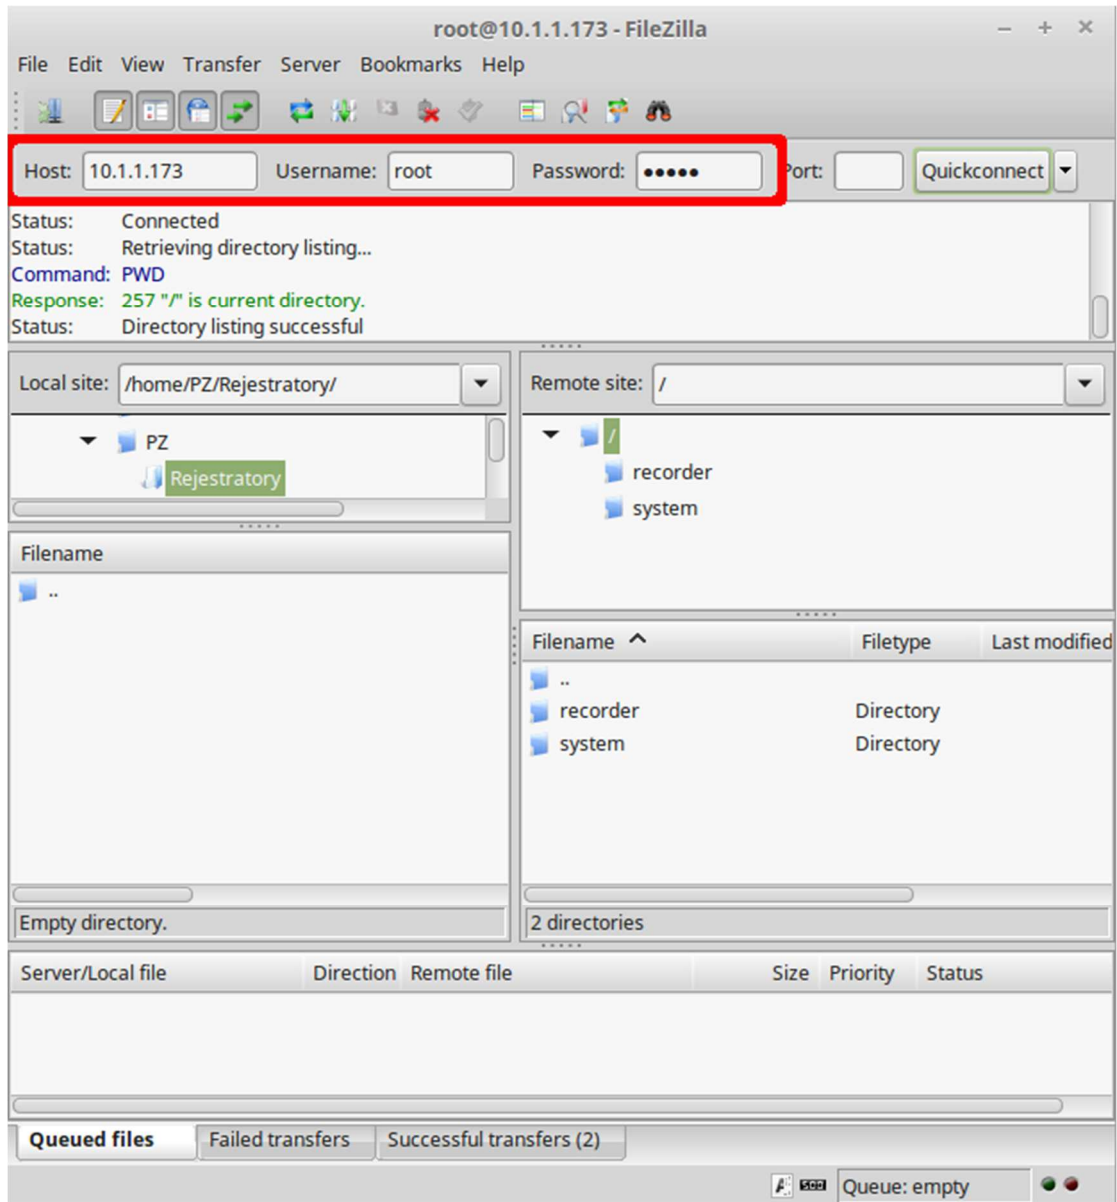 root@10.1.1.173 - FileZilla
File Edit View Transfer Server Bookmarks Help
Host: 10.1.1.173 Username: root Password: ●●●●● Port: Quickconnect
Status: Connected
Status: Retrieving directory listing...
Command: PWD
Response: 257 "/" is current directory.
Status: Directory listing successful
Local site: /home/PZ/Rejestratory/
PZ
Rejestratory
Filename
..
Empty directory.
Remote site: /
/
recorder
system
Filename Filetype Last modified
..
recorder Directory
system Directory
2 directories
Server/Local file Direction Remote file Size Priority Status
Queued files Failed transfers Successful transfers (2)
Queue: empty